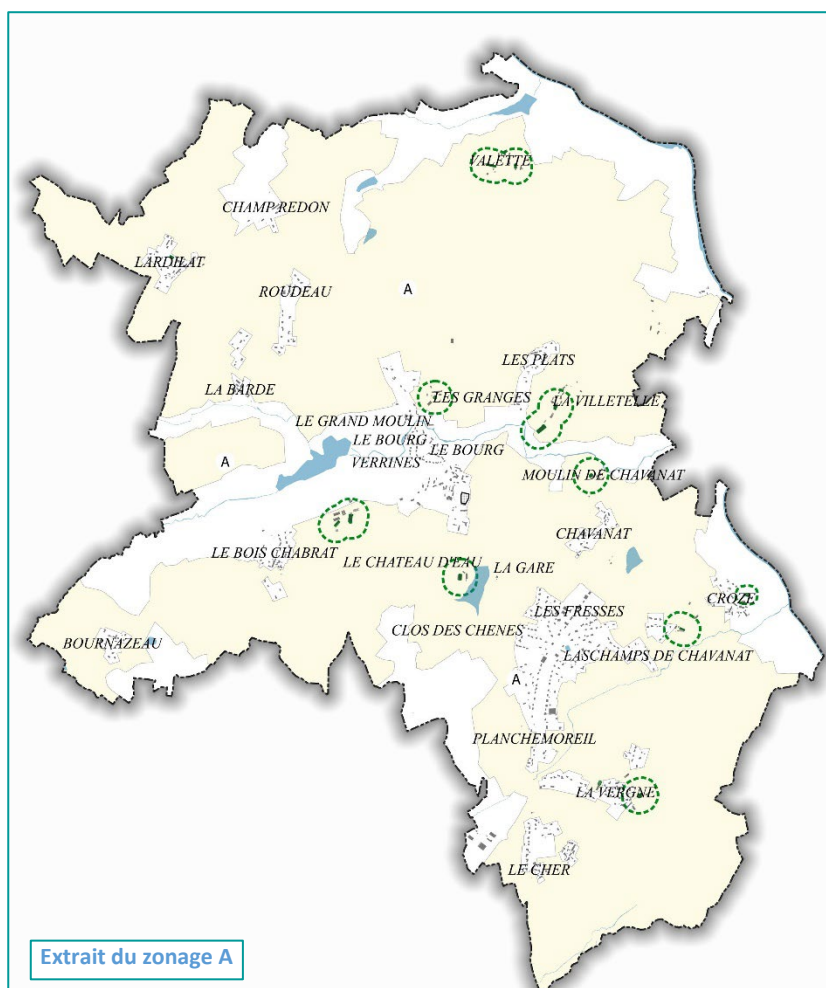 VALETTE
CHAMP REDON
LARDILAT
ROUDEAU
A
LES PLATS
LA BARDE
LES GRANGES
LA VILLETELLE
LE GRAND MOULIN
LE BOURG
LE BOURG
A
VERRINES
MOULIN DE CHAVANAT
CHAVANAT
LE BOIS CHABRAT
LE CHATEAU D'EAU
LA GARE
CROZE
LES FRESSES
CLOS DES CHENES
BOURNAZEAU
LASCHAMPS DE CHAVANAT
A
PLANCHEMOREIL
LA VERGNE
LE CHER
Extrait du zonage A